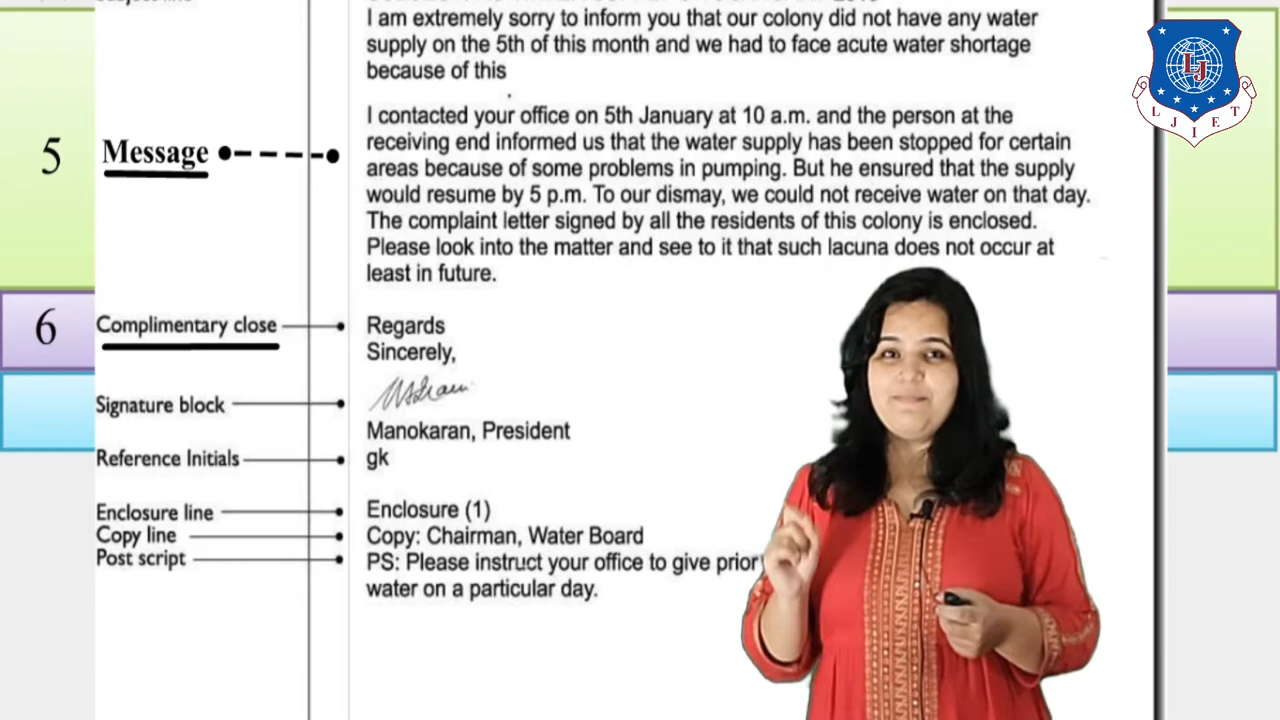 I am extremely sorry to inform you that our colony did not have any water
supply on the 5th of this month and we had to face acute water shortage
because of this
I contacted your office on 5th January at 10 a.m. and the person at the
receiving end informed us that the water supply has been stopped for certain
areas because of some problems in pumping. But he ensured that the supply
would resume by 5 p.m. To our dismay, we could not receive water on that day.
The complaint letter signed by all the residents of this colony is enclosed.
Please look into the matter and see to it that such lacuna does not occur at
least in future.
5
Message
6
Complimentary close
Regards
Sincerely,
Signature block
Manokaran, President
Reference Initials
gk
Enclosure line
Enclosure (1)
Copy line
Copy: Chairman, Water Board
Post script
PS: Please instruct your office to give prior
water on a particular day.
LJ
L J I E T